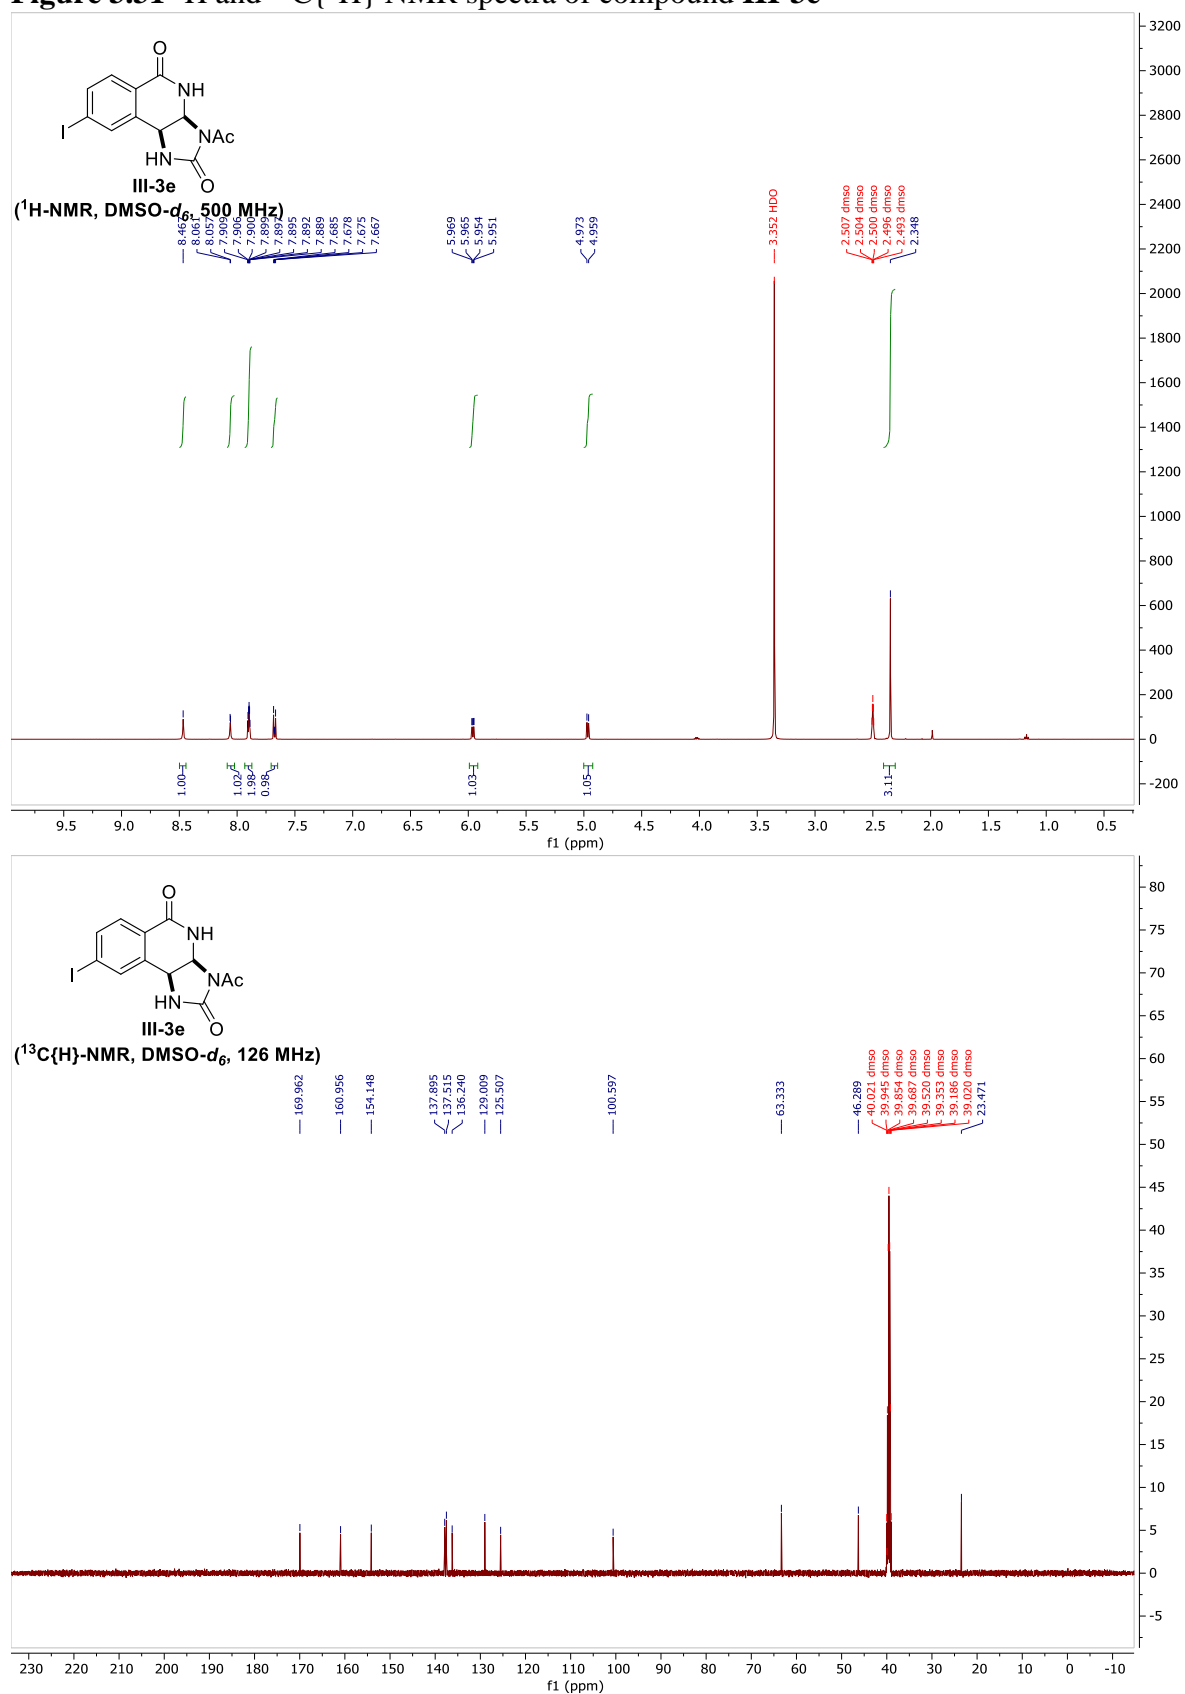 Figure 3.31 ¹H and ¹³C{¹H}-NMR spectra of compound III-3e
O
NH
I
NAc
HN
O
III-3e
(¹H-NMR, DMSO-d₆, 500 MHz)
8.467
8.061
8.057
7.909
7.906
7.900
7.899
7.897
7.895
7.892
7.889
7.685
7.678
7.675
7.667
5.969
5.965
5.954
5.951
4.973
4.959
3.352 HDO
2.507 dmso
2.504 dmso
2.500 dmso
2.496 dmso
2.493 dmso
2.348
3200
3000
2800
2600
2400
2200
2000
1800
1600
1400
1200
1000
800
600
400
200
0
-200
1.00
1.02
1.98
0.98
1.03
1.05
3.11
9.5 9.0 8.5 8.0 7.5 7.0 6.5 6.0 5.5 5.0 4.5 4.0 3.5 3.0 2.5 2.0 1.5 1.0 0.5
f1 (ppm)
O
NH
I
NAc
HN
O
III-3e
(¹³C{H}-NMR, DMSO-d₆, 126 MHz)
169.962
160.956
154.148
137.895
137.515
136.240
129.009
125.507
100.597
63.333
46.289
40.021 dmso
39.945 dmso
39.854 dmso
39.687 dmso
39.520 dmso
39.353 dmso
39.186 dmso
39.020 dmso
23.471
80
75
70
65
60
55
50
45
40
35
30
25
20
15
10
5
0
-5
230 220 210 200 190 180 170 160 150 140 130 120 110 100 90 80 70 60 50 40 30 20 10 0 -10
f1 (ppm)